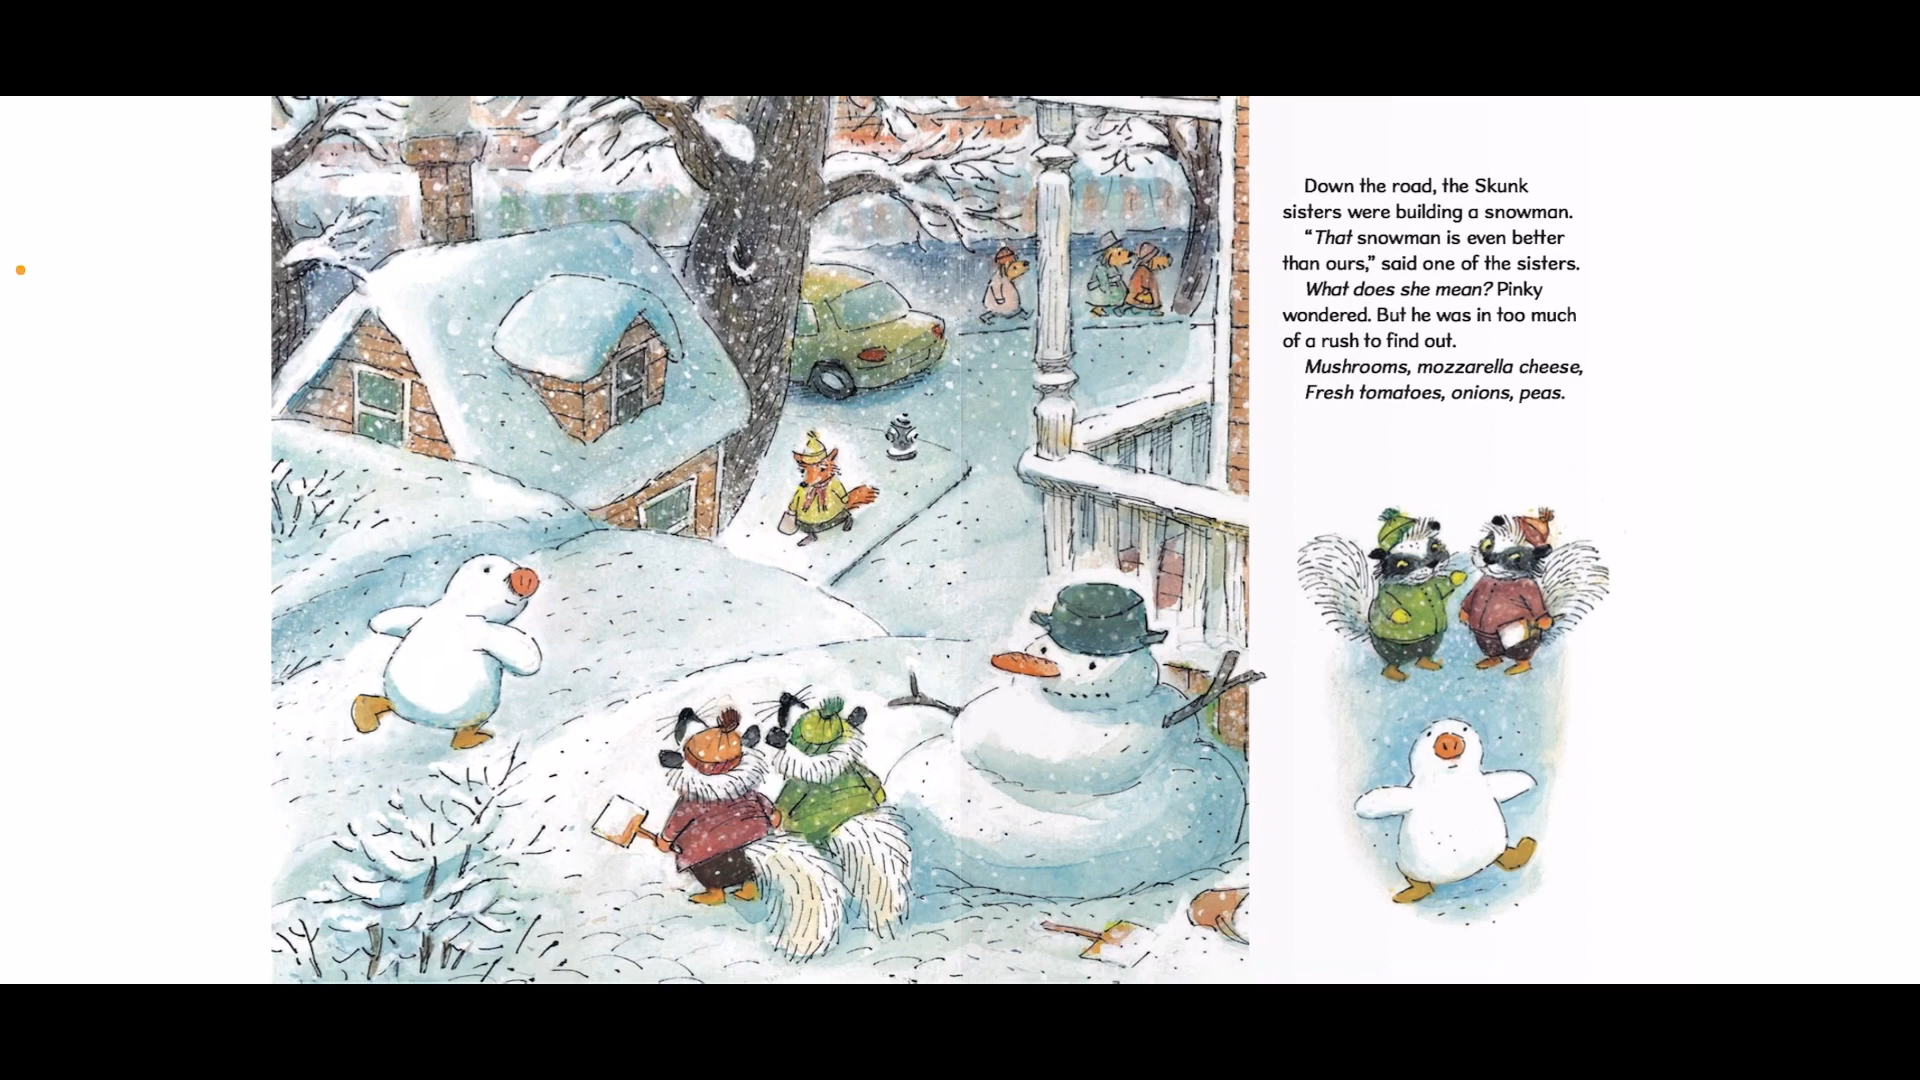 Down the road, the Skunk
sisters were building a snowman.
“That snowman is even better
than ours,” said one of the sisters.
What does she mean? Pinky
wondered. But he was in too much
of a rush to find out.
Mushrooms, mozzarella cheese,
Fresh tomatoes, onions, peas.